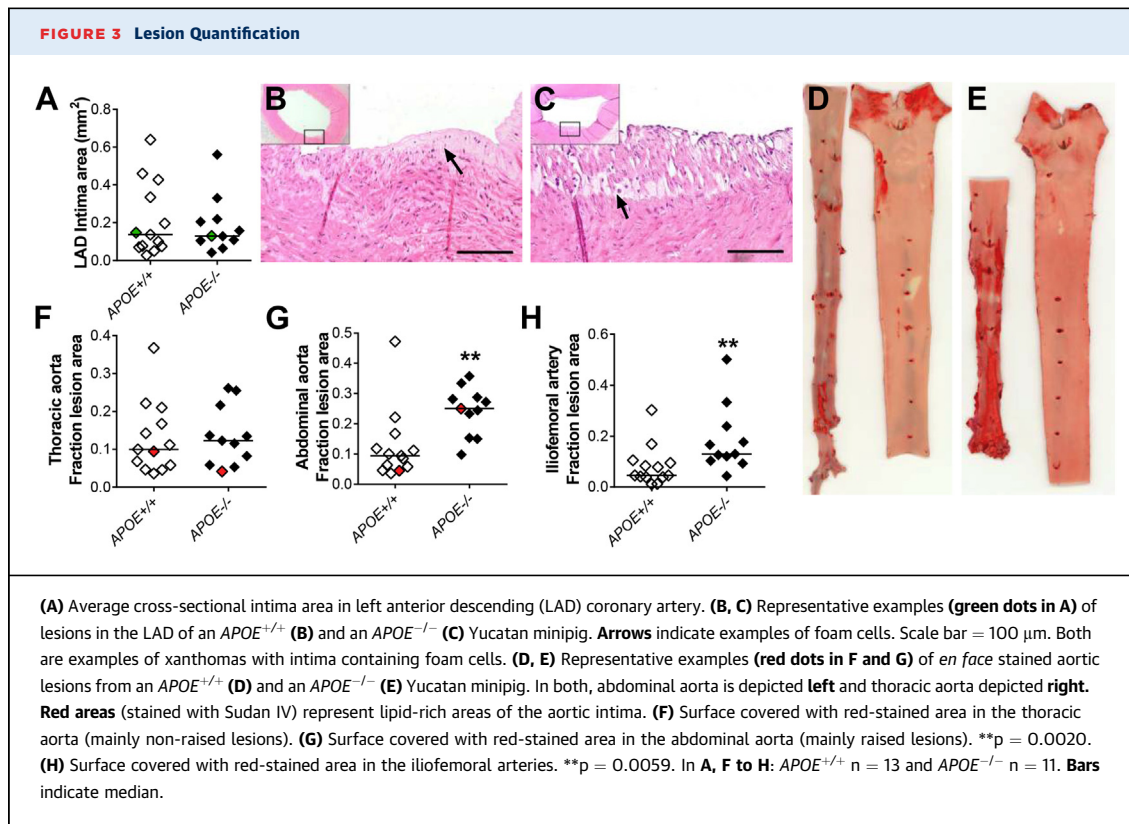 FIGURE 3 Lesion Quantification
A
LAD Intima area (mm²)
0.8
0.6
0.4
0.2
0.0
APOE+/+
APOE-/-
B
C
D
E
F
Thoracic aorta
Fraction lesion area
0.4
0.3
0.2
0.1
0.0
APOE+/+
APOE-/-
G
Abdominal aorta
Fraction lesion area
0.5
0.4
0.3
0.2
0.1
0.0
**
APOE+/+
APOE-/-
H
Iliofemoral artery
Fraction lesion area
0.6
0.4
0.2
0.0
**
APOE+/+
APOE-/-
(A) Average cross-sectional intima area in left anterior descending (LAD) coronary artery. (B, C) Representative examples (green dots in A) of
lesions in the LAD of an APOE+/+ (B) and an APOE−/− (C) Yucatan minipig. Arrows indicate examples of foam cells. Scale bar = 100 μm. Both
are examples of xanthomas with intima containing foam cells. (D, E) Representative examples (red dots in F and G) of en face stained aortic
lesions from an APOE+/+ (D) and an APOE−/− (E) Yucatan minipig. In both, abdominal aorta is depicted left and thoracic aorta depicted right.
Red areas (stained with Sudan IV) represent lipid-rich areas of the aortic intima. (F) Surface covered with red-stained area in the thoracic
aorta (mainly non-raised lesions). (G) Surface covered with red-stained area in the abdominal aorta (mainly raised lesions). **p = 0.0020.
(H) Surface covered with red-stained area in the iliofemoral arteries. **p = 0.0059. In A, F to H: APOE+/+ n = 13 and APOE−/− n = 11. Bars
indicate median.